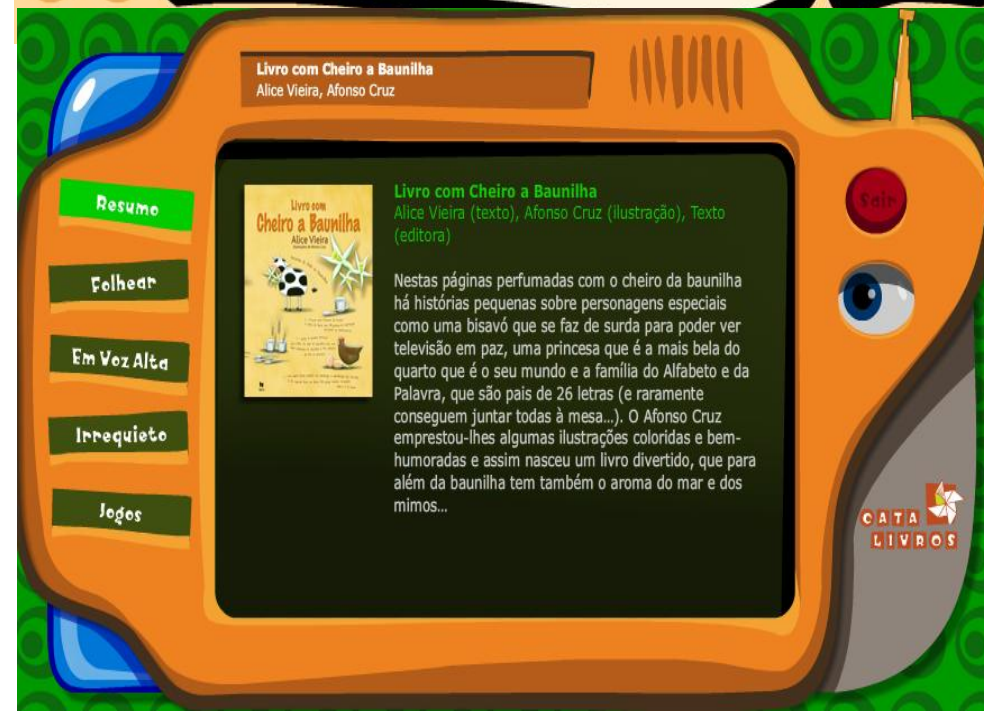 Livro com Cheiro a Baunilha
Alice Vieira, Afonso Cruz
Resumo
Folhear
Em Voz Alta
Irrequieto
Jogos
Livro com
Cheiro a Baunilha
Alice Vieira
Livro com Cheiro a Baunilha
Alice Vieira (texto), Afonso Cruz (ilustração), Texto
(editora)
Nestas páginas perfumadas com o cheiro da baunilha
há histórias pequenas sobre personagens especiais
como uma bisavó que se faz de surda para poder ver
televisão em paz, uma princesa que é a mais bela do
quarto que é o seu mundo e a família do Alfabeto e da
Palavra, que são pais de 26 letras (e raramente
conseguem juntar todas à mesa...). O Afonso Cruz
emprestou-lhes algumas ilustrações coloridas e bem-
humoradas e assim nasceu um livro divertido, que para
além da baunilha tem também o aroma do mar e dos
mimos...
Sair
CATA
LIVROS